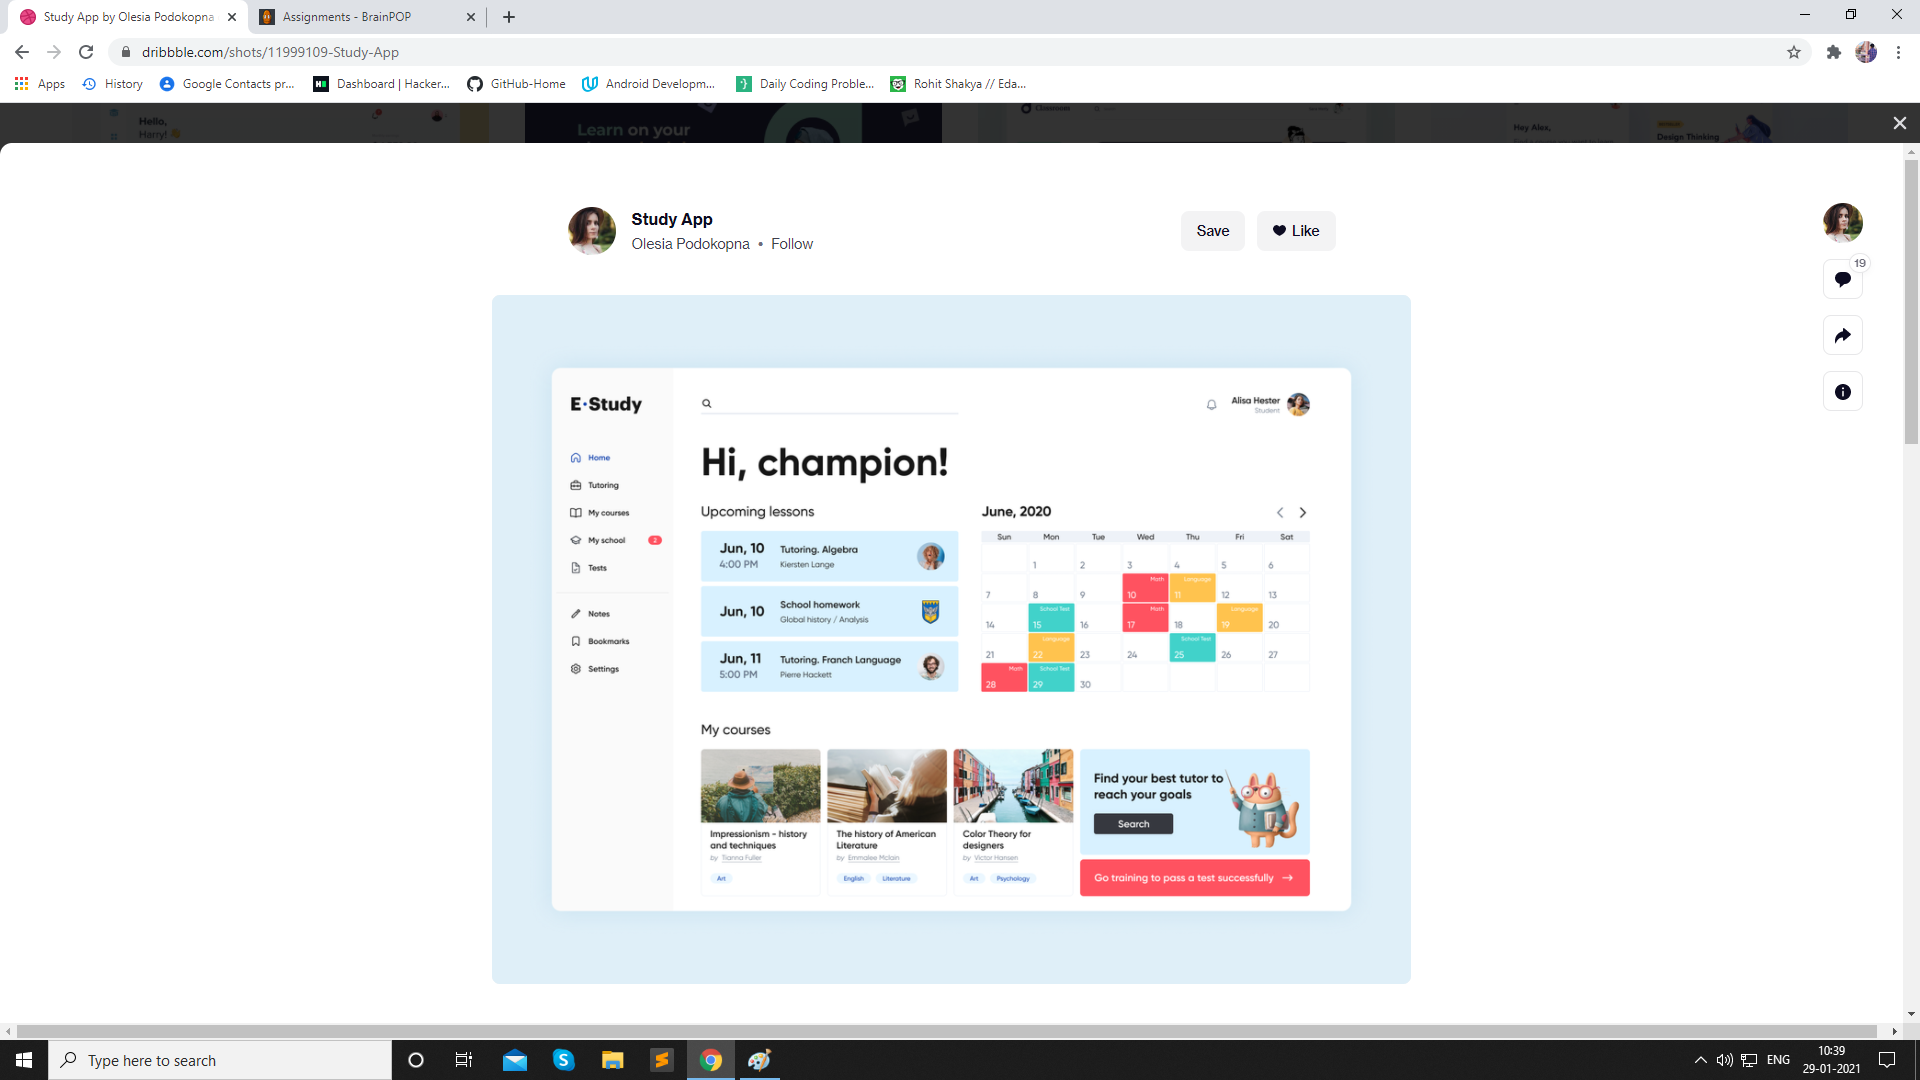 Study App by Olesia Podokopna
Assignments - BrainPOP
dribbble.com/shots/11999109-Study-App
Apps
History
Google Contacts pr...
Dashboard | Hacker...
GitHub-Home
Android Developm...
Daily Coding Proble...
Rohit Shakya // Eda...
Hello,
Harry!
Learn on your
Classroom
Hey Alex,
Design Thinking
Study App
Olesia Podokopna • Follow
Save
Like
19
E·Study
Alisa Hester
Student
Home
Tutoring
My courses
My school
2
Tests
Notes
Bookmarks
Settings
Hi, champion!
Upcoming lessons
Jun, 10
4:00 PM
Tutoring. Algebra
Kiersten Lange
Jun, 10
School homework
Global history / Analysis
Jun, 11
5:00 PM
Tutoring. Franch Language
Pierre Hackett
June, 2020
Sun Mon Tue Wed Thu Fri Sat
1 2 3 4 5 6
Math Language
7 8 9 10 11 12 13
School Test Math Language
14 15 16 17 18 19 20
Language School Test
21 22 23 24 25 26 27
Math School Test
28 29 30
My courses
Impressionism - history
and techniques
by Tianna Fuller
Art
The history of American
Literature
by Emmalee Mclain
English Literature
Color Theory for
designers
by Victor Hansen
Art Psychology
Find your best tutor to
reach your goals
Search
Go training to pass a test successfully
Type here to search
ENG
10:39
29-01-2021